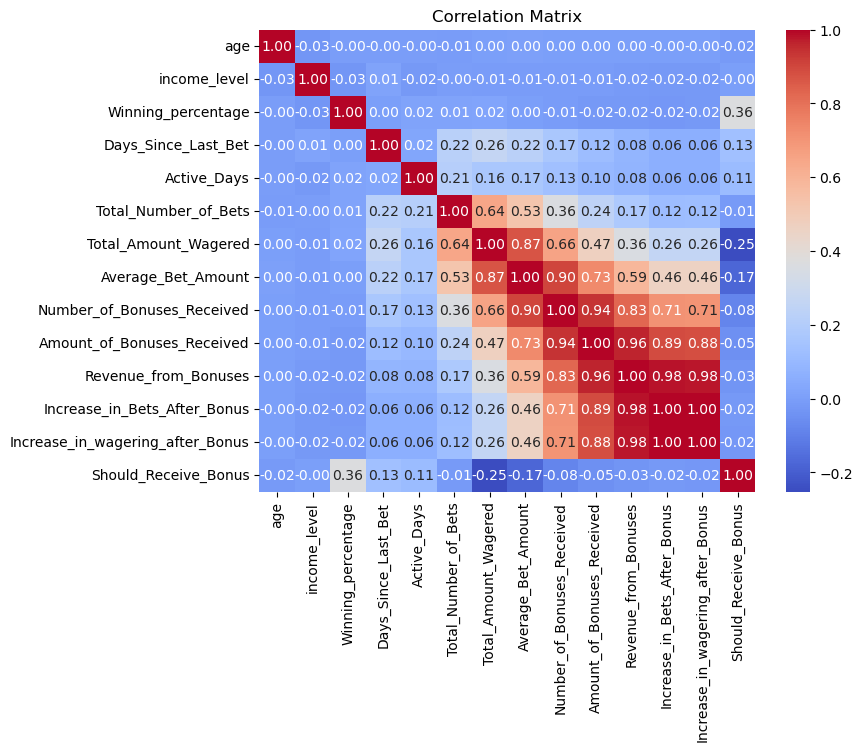 Correlation Matrix
age 1.00 -0.03 -0.00 -0.00 -0.00 -0.01 0.00 0.00 0.00 0.00 0.00 -0.00 -0.00 -0.02
income_level -0.03 1.00 -0.03 0.01 -0.02 -0.00 -0.01 -0.01 -0.01 -0.01 -0.02 -0.02 -0.02 -0.00
Winning_percentage -0.00 -0.03 1.00 0.00 0.02 0.01 0.02 0.00 -0.01 -0.02 -0.02 -0.02 -0.02 0.36
Days_Since_Last_Bet -0.00 0.01 0.00 1.00 0.02 0.22 0.26 0.22 0.17 0.12 0.08 0.06 0.06 0.13
Active_Days -0.00 -0.02 0.02 0.02 1.00 0.21 0.16 0.17 0.13 0.10 0.08 0.06 0.06 0.11
Total_Number_of_Bets -0.01 -0.00 0.01 0.22 0.21 1.00 0.64 0.53 0.36 0.24 0.17 0.12 0.12 -0.01
Total_Amount_Wagered 0.00 -0.01 0.02 0.26 0.16 0.64 1.00 0.87 0.66 0.47 0.36 0.26 0.26 -0.25
Average_Bet_Amount 0.00 -0.01 0.00 0.22 0.17 0.53 0.87 1.00 0.90 0.73 0.59 0.46 0.46 -0.17
Number_of_Bonuses_Received 0.00 -0.01 -0.01 0.17 0.13 0.36 0.66 0.90 1.00 0.94 0.83 0.71 0.71 -0.08
Amount_of_Bonuses_Received 0.00 -0.01 -0.02 0.12 0.10 0.24 0.47 0.73 0.94 1.00 0.96 0.89 0.88 -0.05
Revenue_from_Bonuses 0.00 -0.02 -0.02 0.08 0.08 0.17 0.36 0.59 0.83 0.96 1.00 0.98 0.98 -0.03
Increase_in_Bets_After_Bonus -0.00 -0.02 -0.02 0.06 0.06 0.12 0.26 0.46 0.71 0.89 0.98 1.00 1.00 -0.02
Increase_in_wagering_after_Bonus -0.00 -0.02 -0.02 0.06 0.06 0.12 0.26 0.46 0.71 0.88 0.98 1.00 1.00 -0.02
Should_Receive_Bonus -0.02 -0.00 0.36 0.13 0.11 -0.01 -0.25 -0.17 -0.08 -0.05 -0.03 -0.02 -0.02 1.00
age
income_level
Winning_percentage
Days_Since_Last_Bet
Active_Days
Total_Number_of_Bets
Total_Amount_Wagered
Average_Bet_Amount
Number_of_Bonuses_Received
Amount_of_Bonuses_Received
Revenue_from_Bonuses
Increase_in_Bets_After_Bonus
Increase_in_wagering_after_Bonus
Should_Receive_Bonus
1.0
0.8
0.6
0.4
0.2
0.0
−0.2